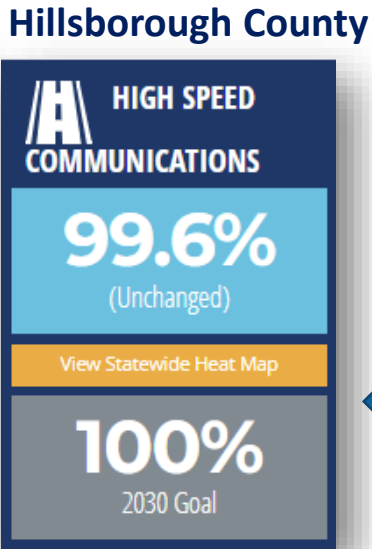 Hillsborough County
HIGH SPEED
COMMUNICATIONS
99.6%
(Unchanged)
View Statewide Heat Map
100%
2030 Goal